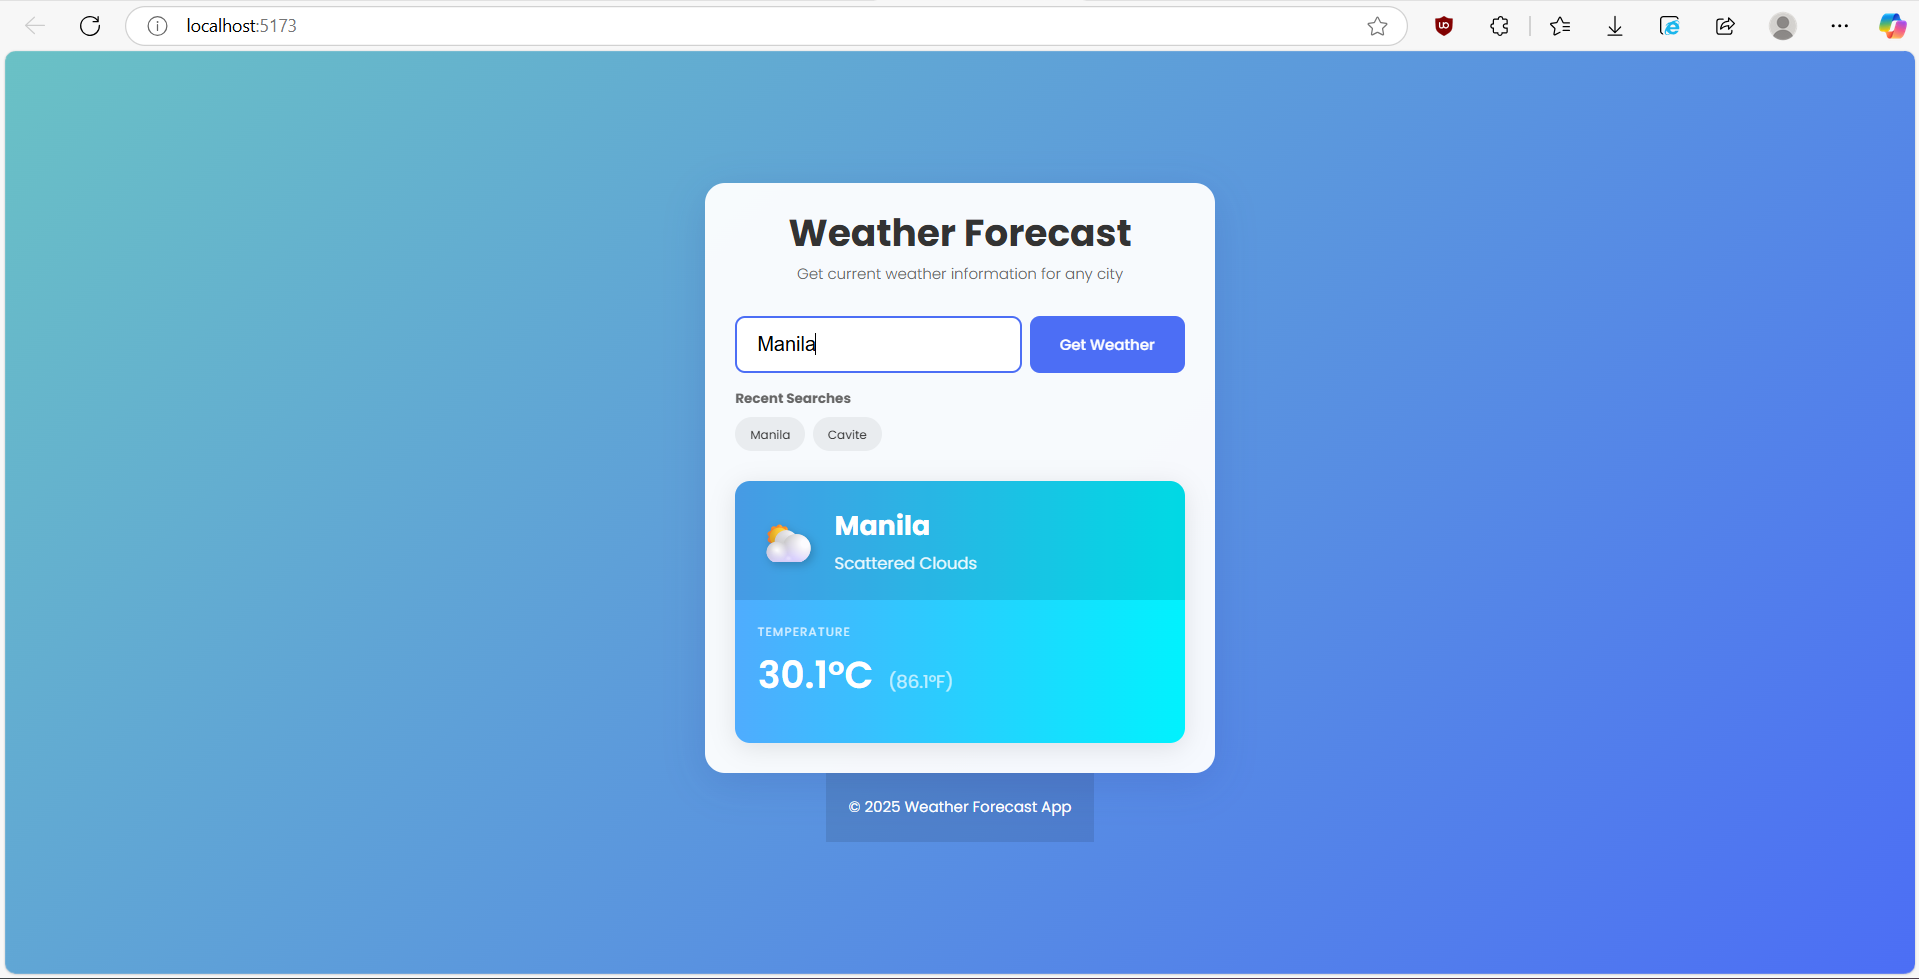 localhost:5173
Weather Forecast
Get current weather information for any city
Manila
Get Weather
Recent Searches
Manila
Cavite
Manila
Scattered Clouds
TEMPERATURE
30.1°C (86.1°F)
© 2025 Weather Forecast App